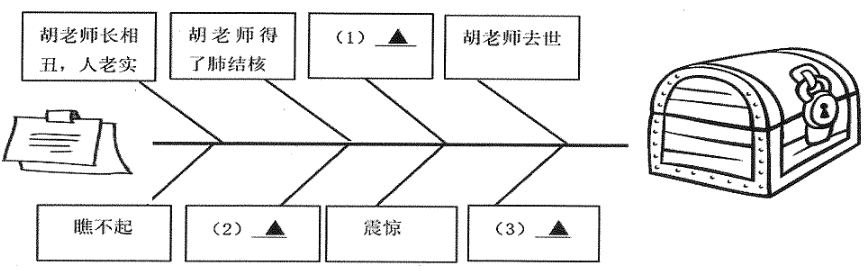 胡老师长相
丑，人老实
胡老师得
了肺结核
（1）▲
胡老师去世
瞧不起
（2）▲
震惊
（3）▲